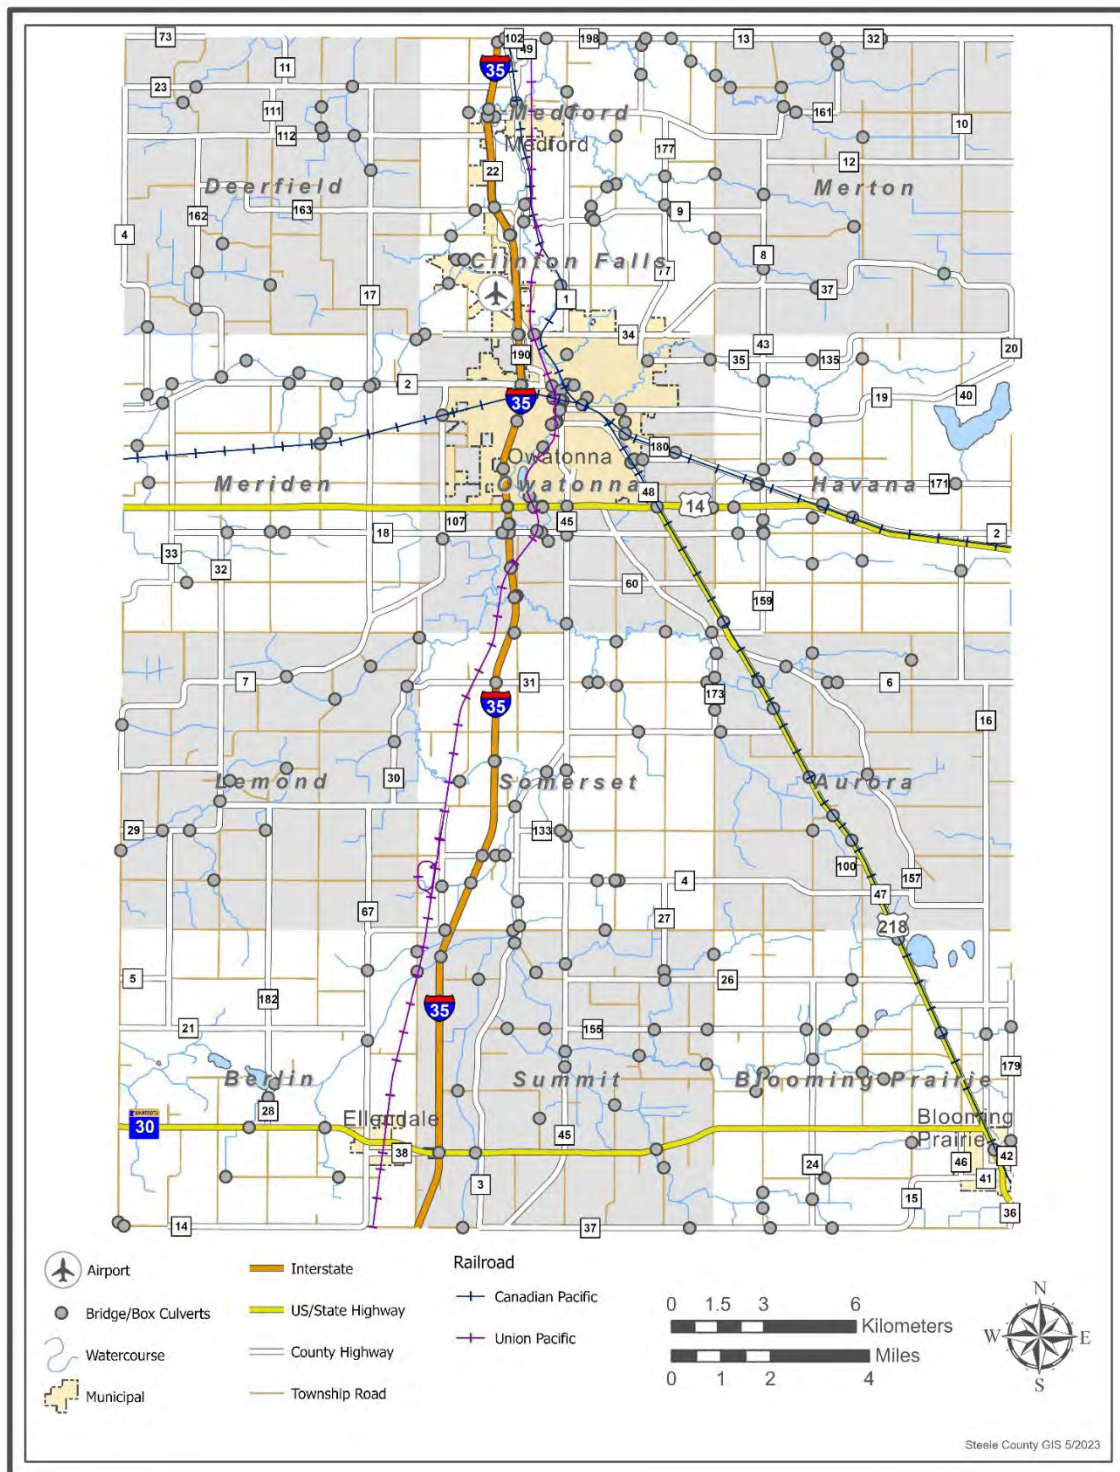 73
102
49
198
13
32
11
35
23
111
Medford
161
10
112
Medford
22
177
12
Deerfield
Merton
162
163
9
4
Clinton Falls
8
77
17
1
37
34
43
190
35
135
20
2
35
19
40
180
Owatonna
Meriden
Owatonna
48
14
Havana
171
107
45
18
2
33
32
60
159
7
31
6
173
35
16
30
Lemond
Somerset
Aurora
29
133
100
4
157
47
67
27
218
5
26
182
35
21
155
179
Berlin
Summit
Blooming Prairie
28
Ellendale
Blooming
Prairie
MINNESOTA
30
45
42
38
46
24
3
41
15
36
14
37
Airport
Bridge/Box Culverts
Watercourse
Municipal
Interstate
US/State Highway
County Highway
Township Road
Railroad
Canadian Pacific
Union Pacific
0 1.5 3 6
Kilometers
Miles
0 1 2 4
N
W E
S
Steele County GIS 5/2023